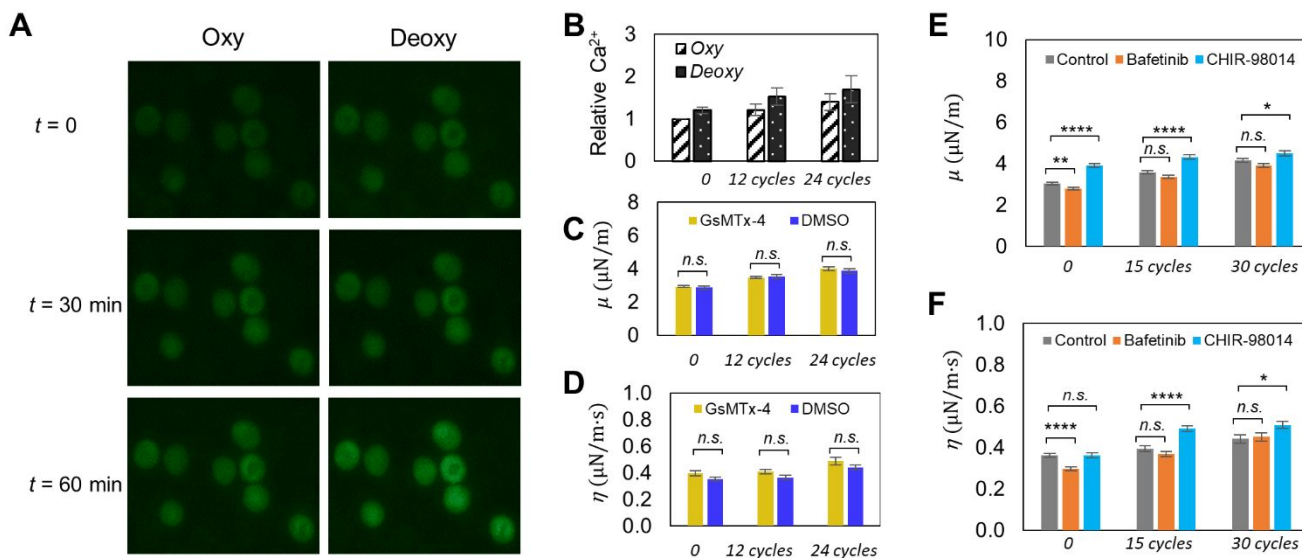 A
Oxy
Deoxy
t = 0
t = 30 min
t = 60 min
B
Relative Ca²⁺
3
2
1
0
Oxy
Deoxy
0
12 cycles
24 cycles
C
μ (μN/m)
8
6
4
2
0
GsMTx-4
DMSO
n.s.
n.s.
n.s.
0
12 cycles
24 cycles
D
η (μN/m·s)
1.0
0.8
0.6
0.4
0.2
0.0
GsMTx-4
DMSO
n.s.
n.s.
n.s.
0
12 cycles
24 cycles
E
μ (μN/m)
10
8
6
4
2
0
Control
Bafetinib
CHIR-98014
****
**
****
n.s.
*
n.s.
0
15 cycles
30 cycles
F
η (μN/m·s)
1.0
0.8
0.6
0.4
0.2
0.0
Control
Bafetinib
CHIR-98014
n.s.
****
****
n.s.
*
n.s.
0
15 cycles
30 cycles